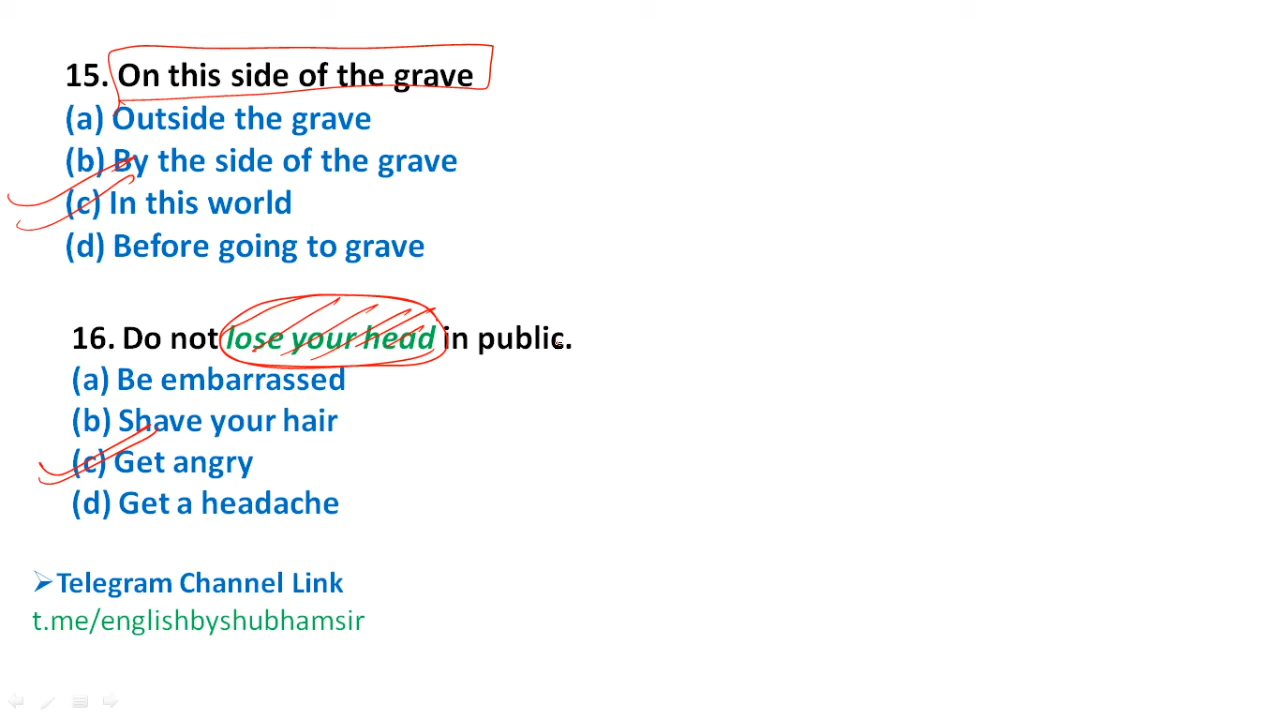 15. On this side of the grave
(a) Outside the grave
(b) By the side of the grave
(c) In this world
(d) Before going to grave
16. Do not lose your head in public.
(a) Be embarrassed
(b) Shave your hair
(c) Get angry
(d) Get a headache
Telegram Channel Link
t.me/englishbyshubhamsir